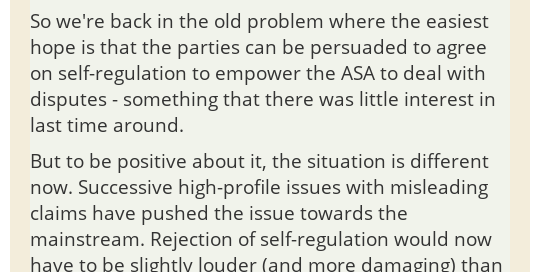 So we're back in the old problem where the easiest
hope is that the parties can be persuaded to agree
on self-regulation to empower the ASA to deal with
disputes - something that there was little interest in
last time around.
But to be positive about it, the situation is different
now. Successive high-profile issues with misleading
claims have pushed the issue towards the
mainstream. Rejection of self-regulation would now
have to be slightly louder (and more damaging) than